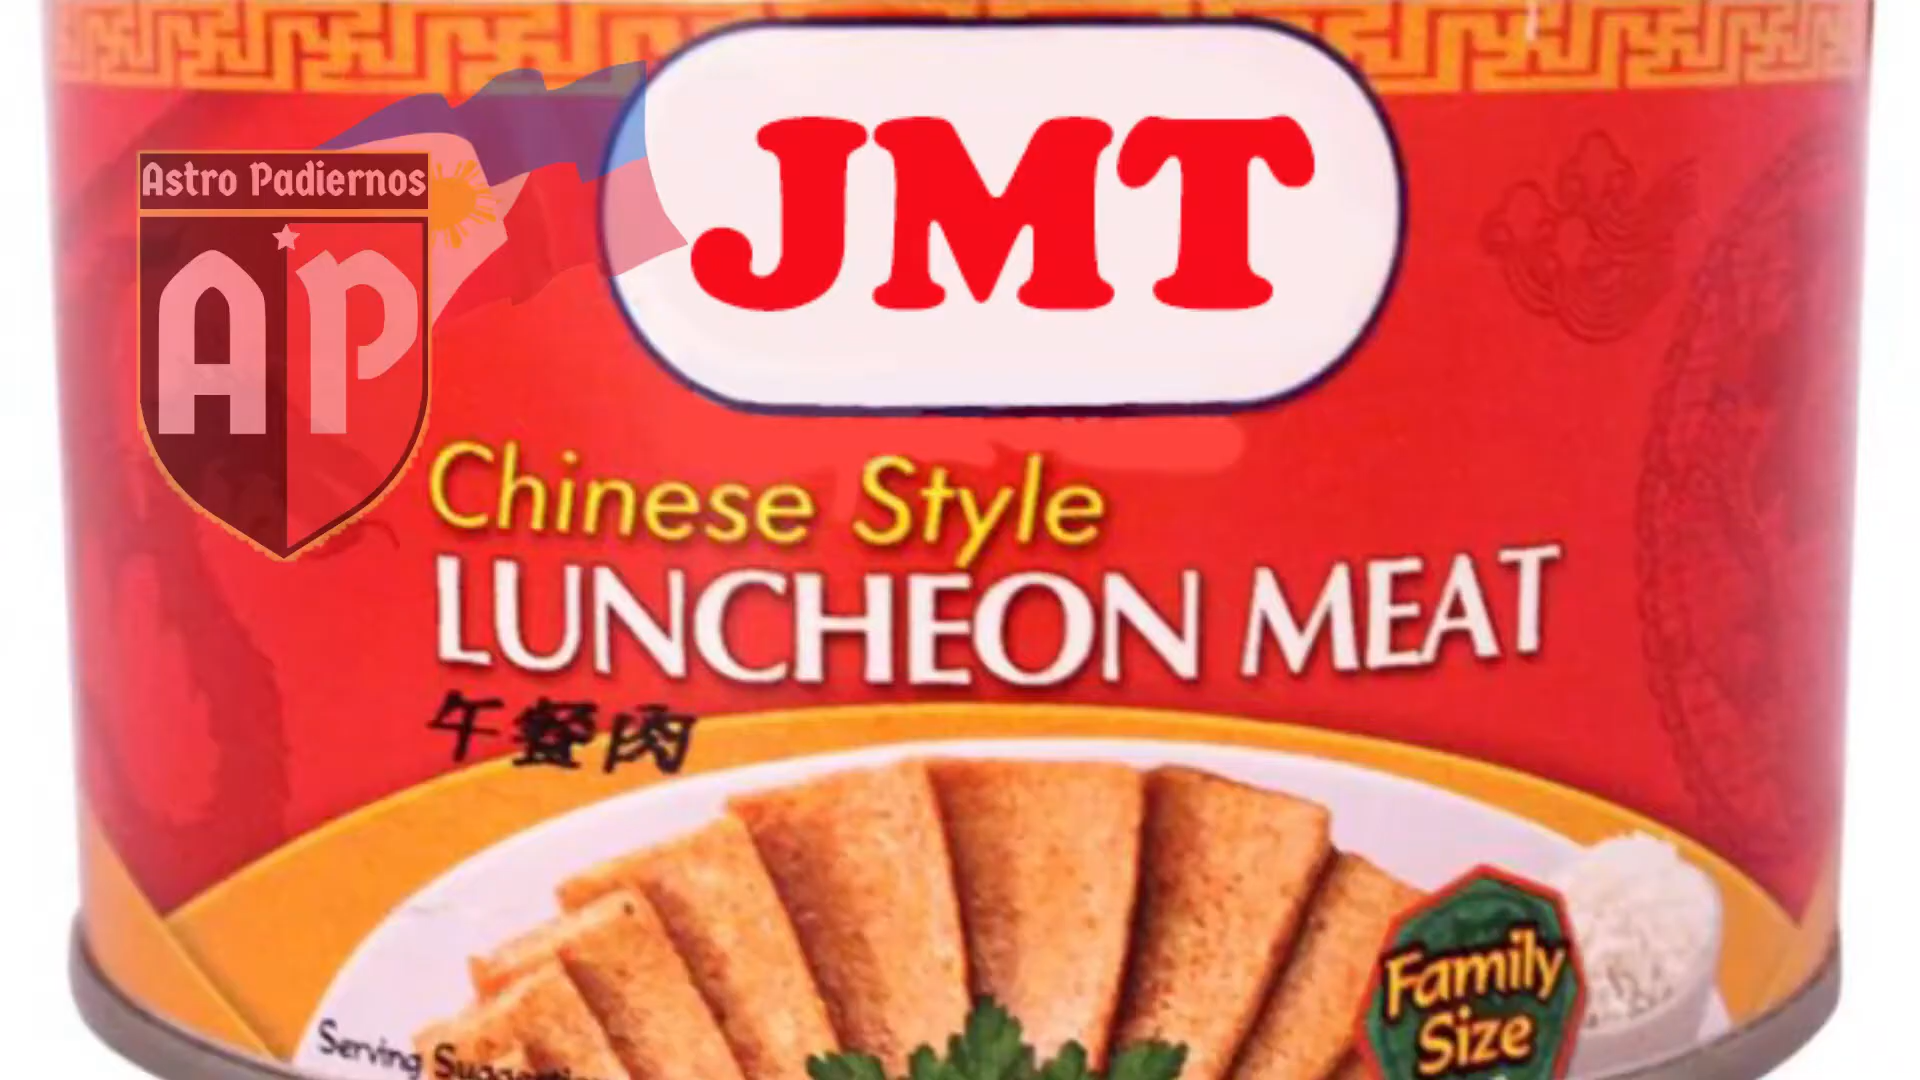 JMT
Astro Padiernos
AP
Chinese Style
LUNCHEON MEAT
午餐肉
Family
Size
Serving